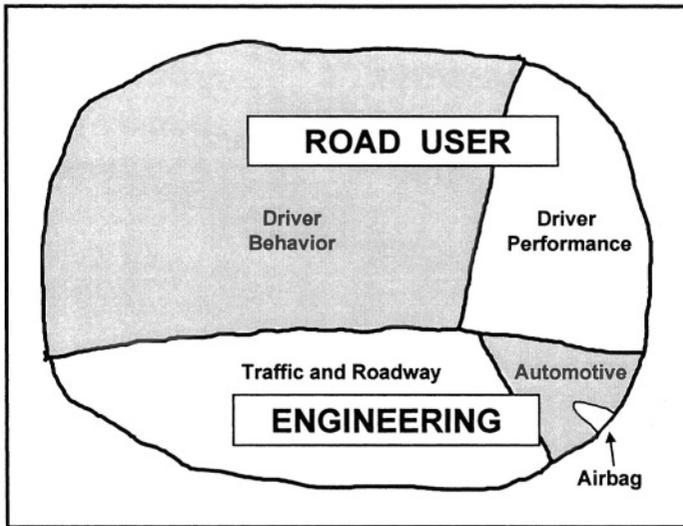 ROAD USER
Driver
Behavior
Driver
Performance
Traffic and Roadway
Automotive
ENGINEERING
Airbag